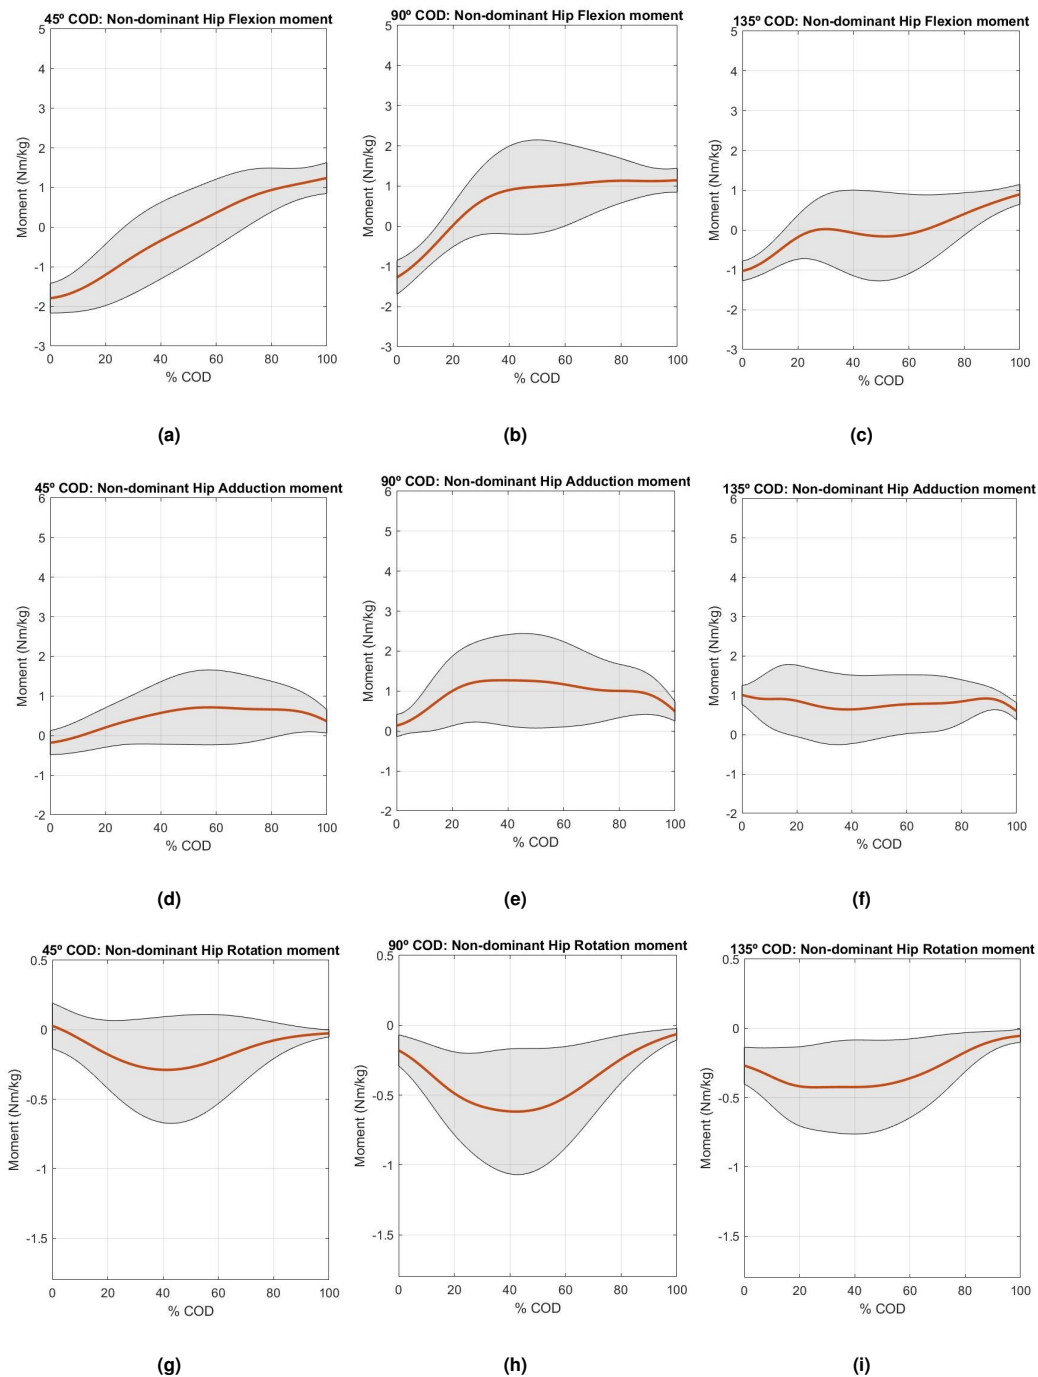 45º COD: Non-dominant Hip Flexion moment
5
4
3
2
1
0
-1
-2
-3
Moment (Nm/kg)
0 20 40 60 80 100
% COD
(a)
90º COD: Non-dominant Hip Flexion moment
5
4
3
2
1
0
-1
-2
-3
Moment (Nm/kg)
0 20 40 60 80 100
% COD
(b)
135º COD: Non-dominant Hip Flexion moment
5
4
3
2
1
0
-1
-2
-3
Moment (Nm/kg)
0 20 40 60 80 100
% COD
(c)
45º COD: Non-dominant Hip Adduction moment
6
5
4
3
2
1
0
-1
-2
Moment (Nm/kg)
0 20 40 60 80 100
% COD
(d)
90º COD: Non-dominant Hip Adduction moment
6
5
4
3
2
1
0
-1
-2
Moment (Nm/kg)
0 20 40 60 80 100
% COD
(e)
135º COD: Non-dominant Hip Adduction moment
6
5
4
3
2
1
0
-1
-2
Moment (Nm/kg)
0 20 40 60 80 100
% COD
(f)
45º COD: Non-dominant Hip Rotation moment
0.5
0
-0.5
-1
-1.5
Moment (Nm/kg)
0 20 40 60 80 100
% COD
(g)
90º COD: Non-dominant Hip Rotation moment
0.5
0
-0.5
-1
-1.5
Moment (Nm/kg)
0 20 40 60 80 100
% COD
(h)
135º COD: Non-dominant Hip Rotation moment
0.5
0
-0.5
-1
-1.5
Moment (Nm/kg)
0 20 40 60 80 100
% COD
(i)